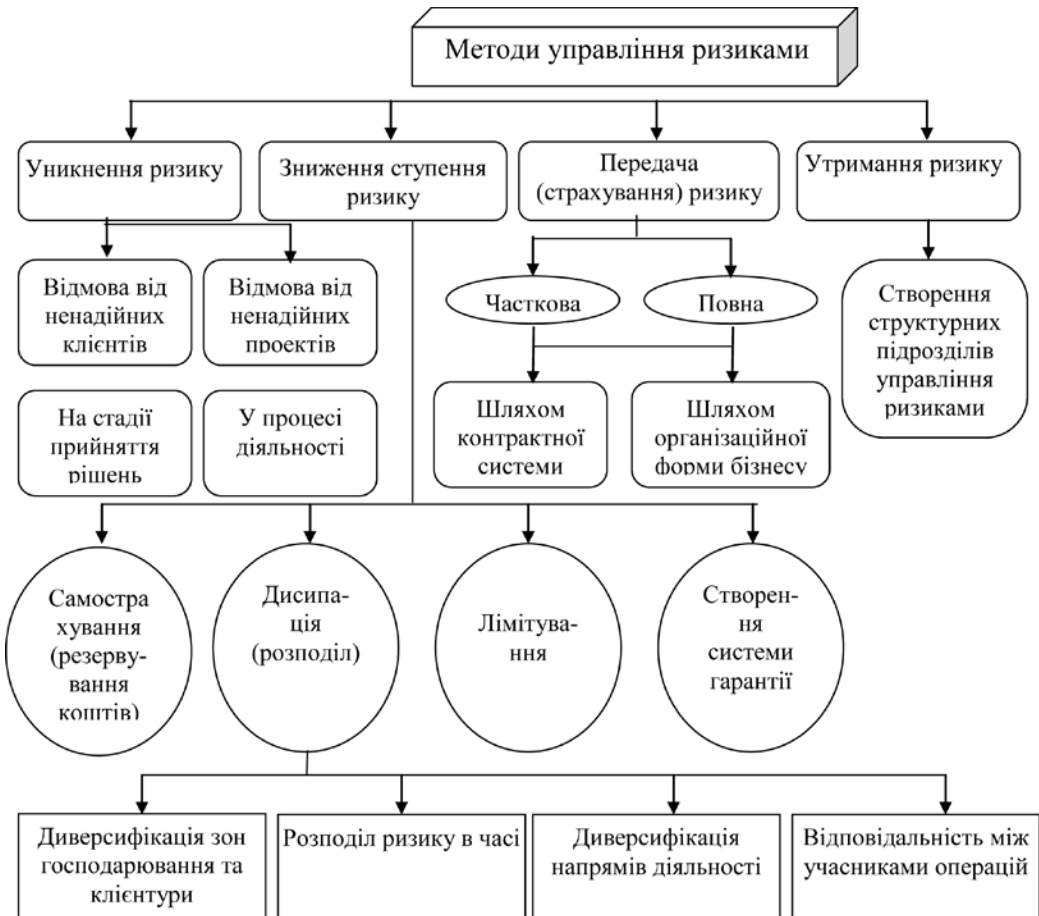 Методи управління ризиками
Уникнення ризику
Зниження ступення
ризику
Передача
(страхування) ризику
Утримання ризику
Відмова від
ненадійних
клієнтів
Відмова від
ненадійних
проектів
Часткова
Повна
Створення
структурних
підрозділів
управління
ризиками
На стадії
прийняття
рішень
У процесі
діяльності
Шляхом
контрактної
системи
Шляхом
організаційної
форми бізнесу
Самостра
хування
(резерву-
вання
коштів)
Дисипа-
ція
(розподіл)
Лімітува-
ння
Створен-
ня
системи
гарантії
Диверсифікація зон
господарювання та
клієнтури
Розподіл ризику в часі
Диверсифікація
напрямів діяльності
Відповідальність між
учасниками операцій